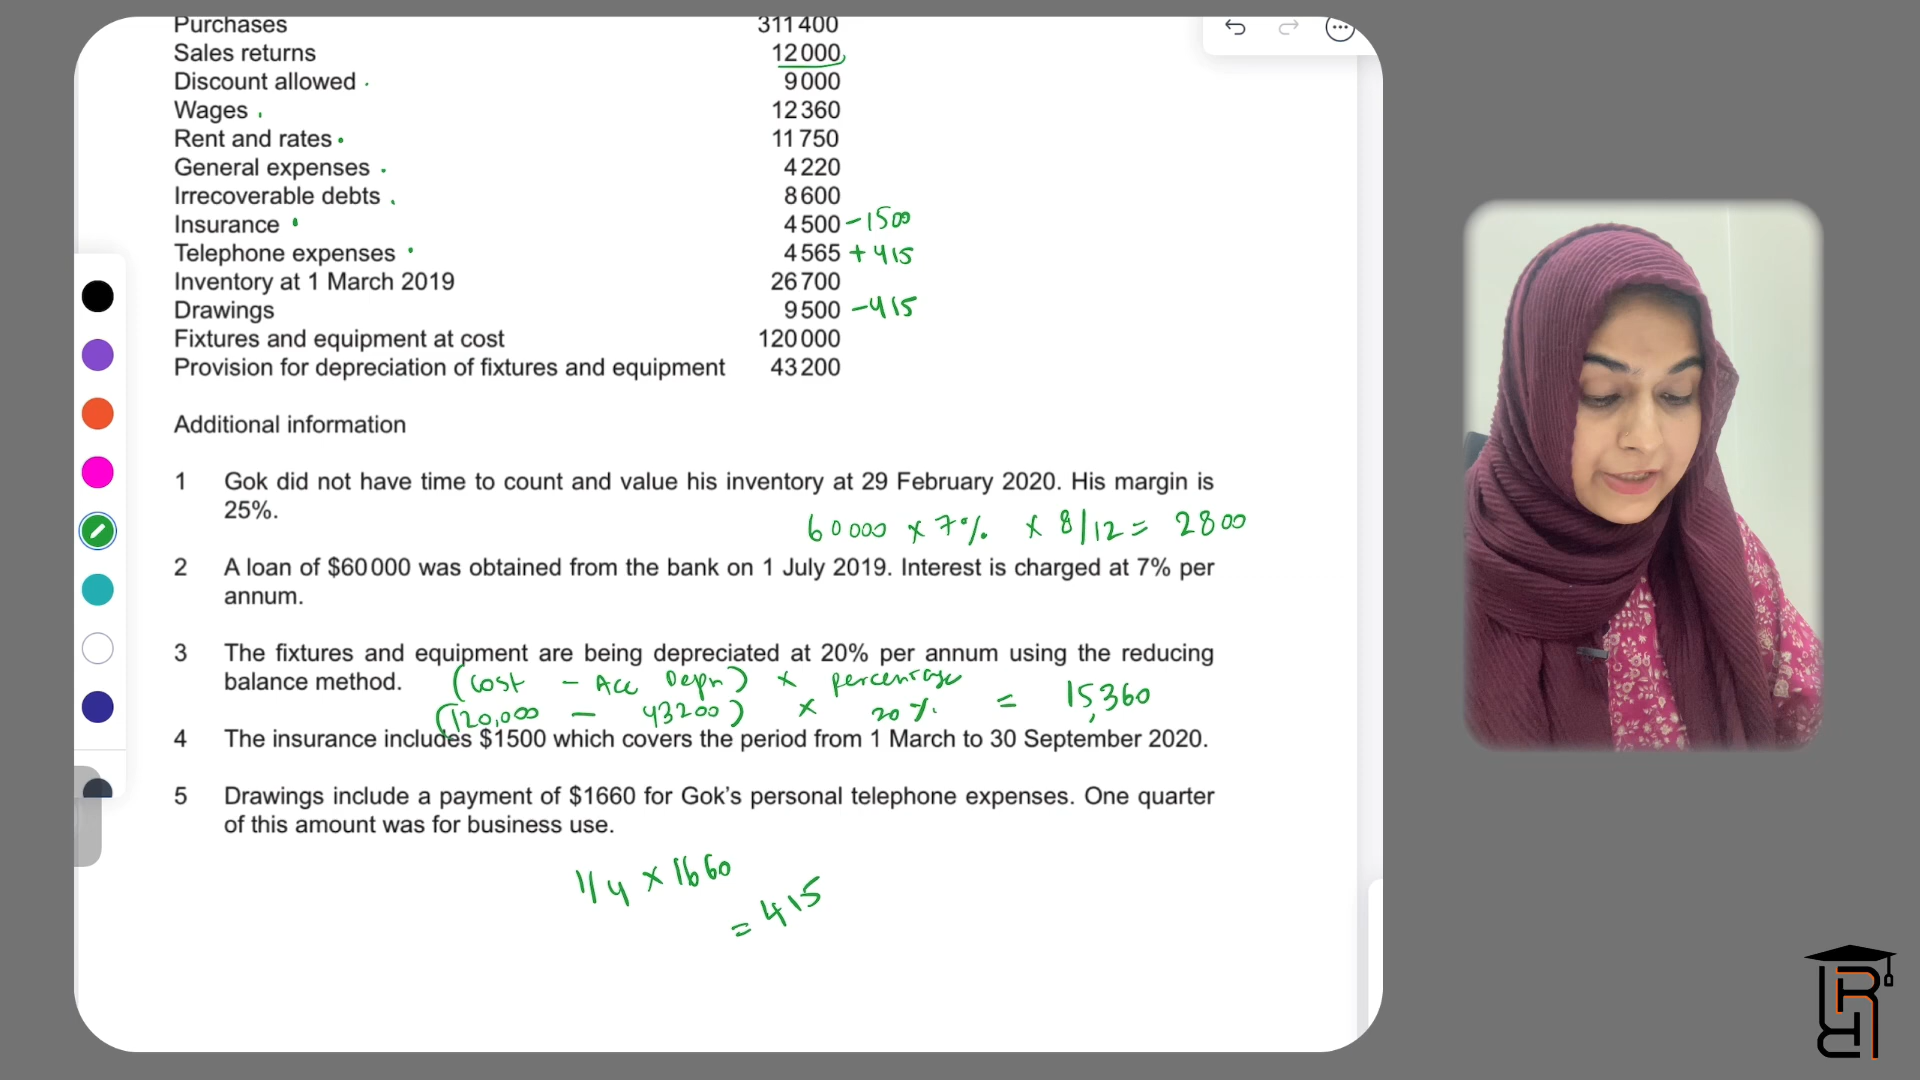 Purchases 311 400
Sales returns 12 000
Discount allowed 9 000
Wages 12 360
Rent and rates 11 750
General expenses 4 220
Irrecoverable debts 8 600
Insurance 4 500 – 1500
Telephone expenses 4 565 + 415
Inventory at 1 March 2019 26 700
Drawings 9 500 – 415
Fixtures and equipment at cost 120 000
Provision for depreciation of fixtures and equipment 43 200
Additional information
1 Gok did not have time to count and value his inventory at 29 February 2020. His margin is
25%.
60 000 × 7% × 8/12 = 2800
2 A loan of $60 000 was obtained from the bank on 1 July 2019. Interest is charged at 7% per
annum.
3 The fixtures and equipment are being depreciated at 20% per annum using the reducing
balance method.
(Cost – Acc Depn) × percentage
(120,000 – 43200) × 20% = 15,360
4 The insurance includes $1500 which covers the period from 1 March to 30 September 2020.
5 Drawings include a payment of $1660 for Gok's personal telephone expenses. One quarter
of this amount was for business use.
1/4 × 1660
= 415